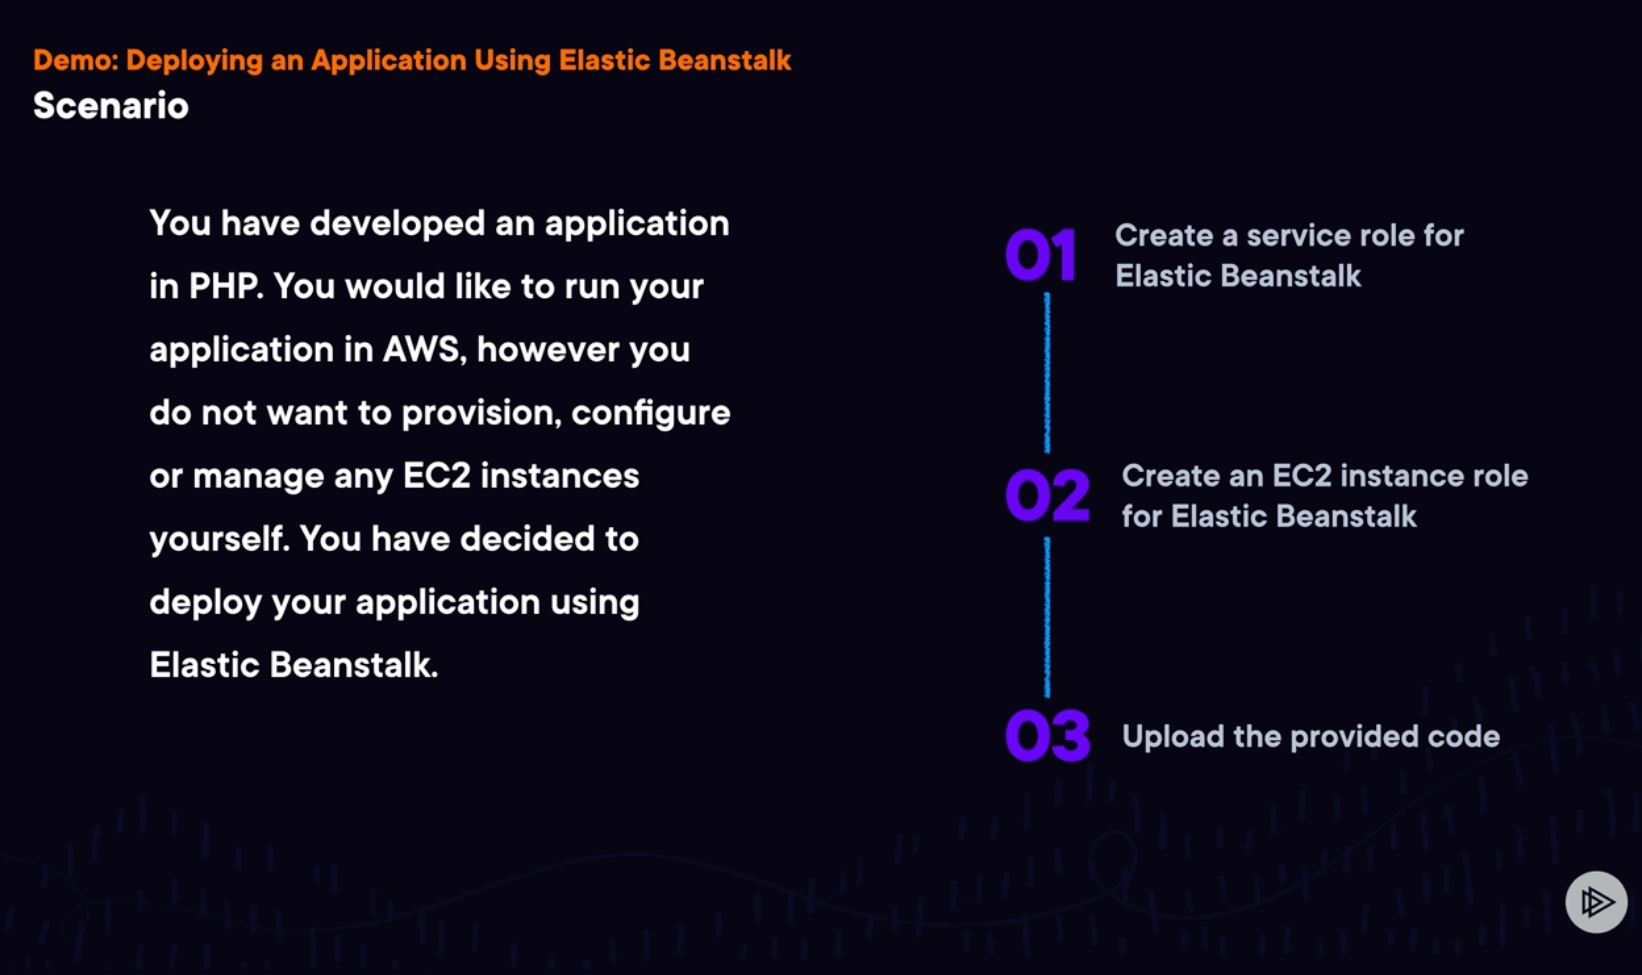 Demo: Deploying an Application Using Elastic Beanstalk
Scenario
You have developed an application
in PHP. You would like to run your
application in AWS, however you
do not want to provision, configure
or manage any EC2 instances
yourself. You have decided to
deploy your application using
Elastic Beanstalk.
01
Create a service role for
Elastic Beanstalk
02
Create an EC2 instance role
for Elastic Beanstalk
03
Upload the provided code